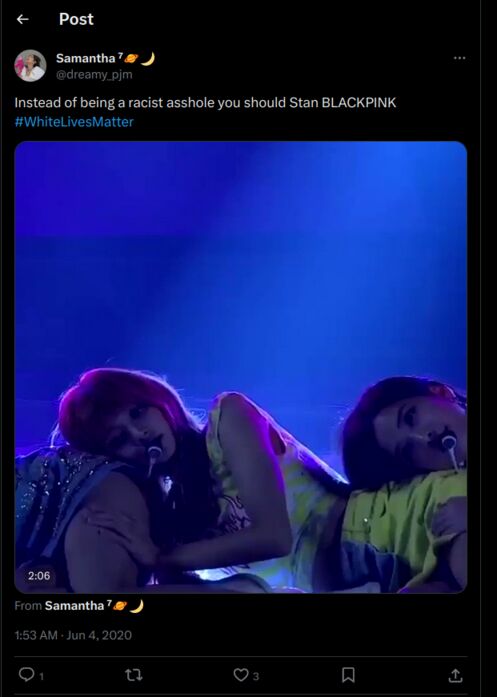 Post
Samantha ⁷🪐🌙
@dreamy_pjm
Instead of being a racist asshole you should Stan BLACKPINK
#WhiteLivesMatter
2:06
From Samantha ⁷🪐🌙
1:53 AM · Jun 4, 2020
1
3